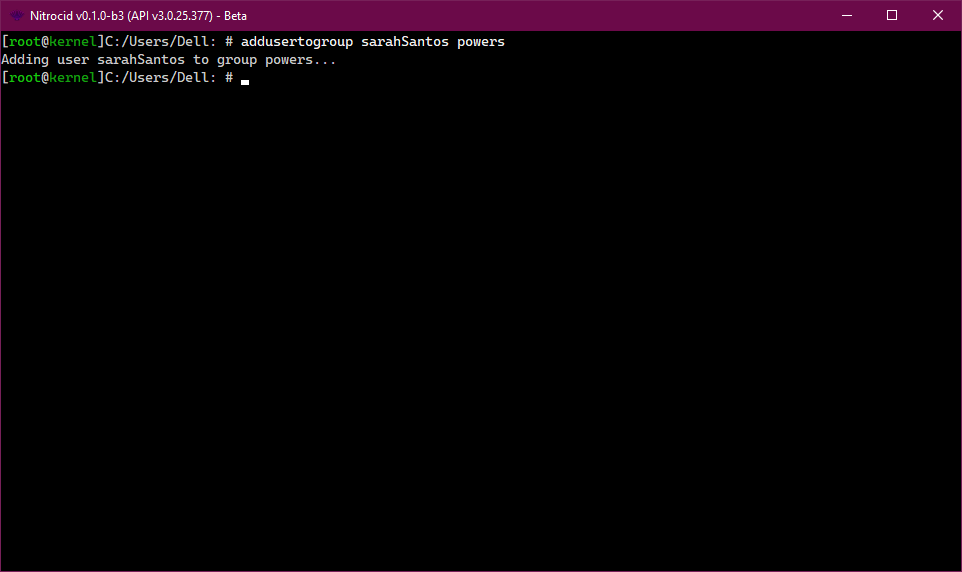 Nitrocid v0.1.0-b3 (API v3.0.25.377) - Beta
[root@kernel]C:/Users/Dell: # addusertogroup sarahSantos powers
Adding user sarahSantos to group powers...
[root@kernel]C:/Users/Dell: #